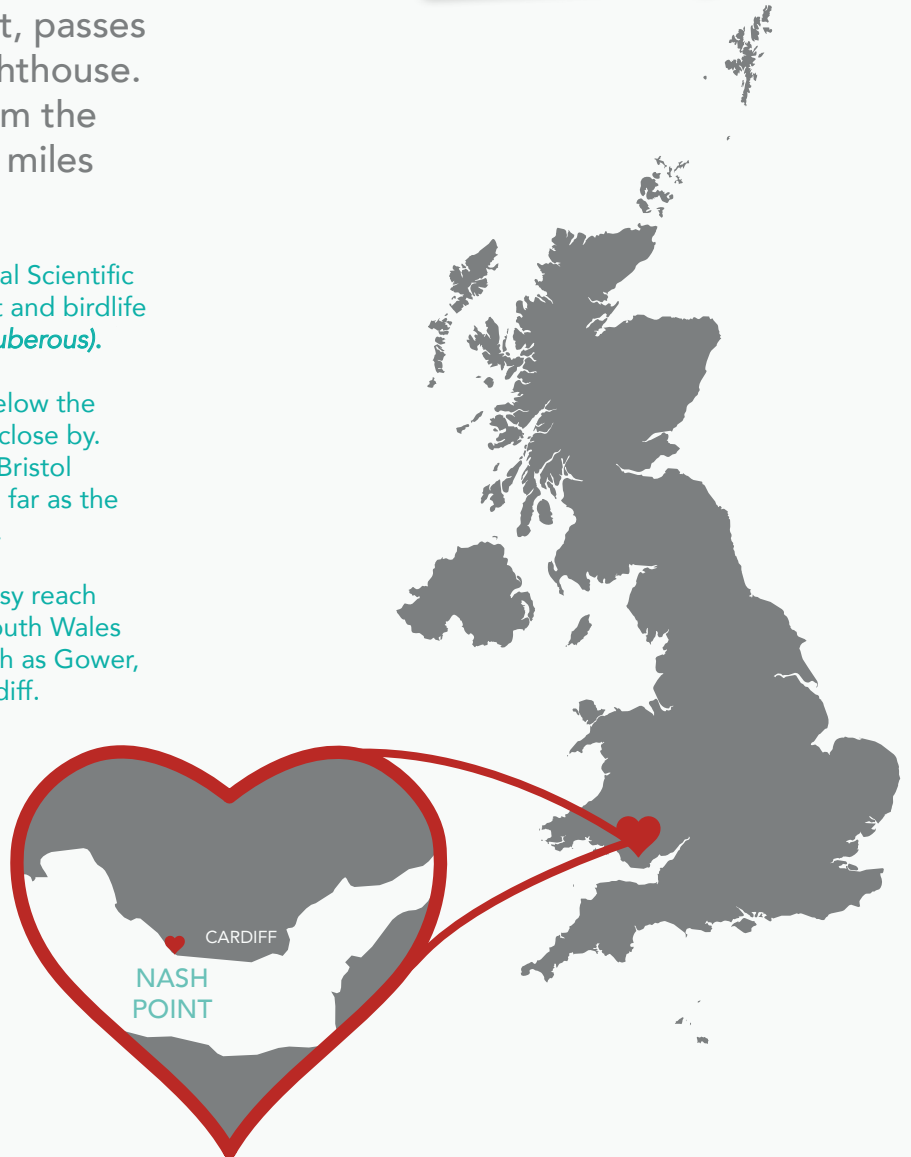 t, passes
hthouse.
m the
miles
al Scientific
t and birdlife
uberous).
elow the
close by.
Bristol
far as the
.
sy reach
outh Wales
h as Gower,
diff.
CARDIFF
NASH
POINT